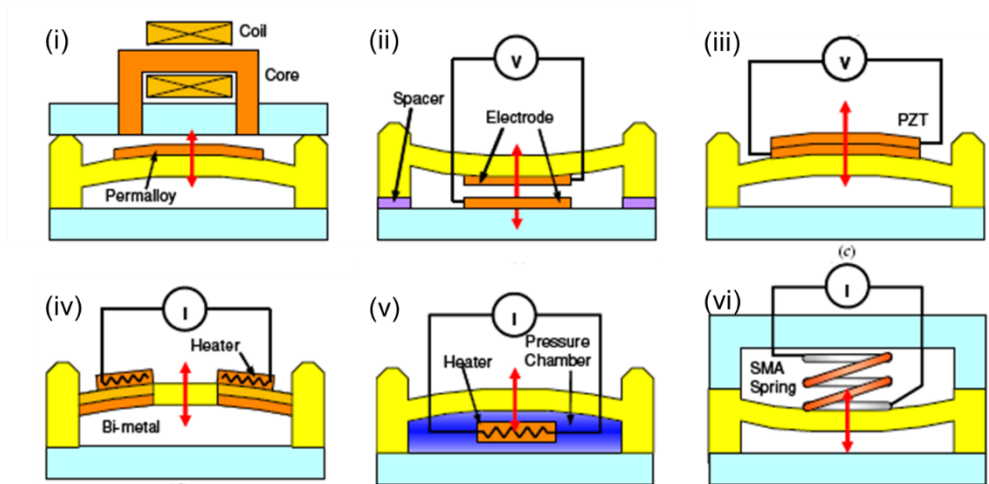 (i)
Coil
Core
Permalloy
(ii)
V
Spacer
Electrode
(iii)
V
PZT
(c)
(iv)
I
Heater
Bi-metal
(v)
I
Heater
Pressure
Chamber
(vi)
I
SMA
Spring